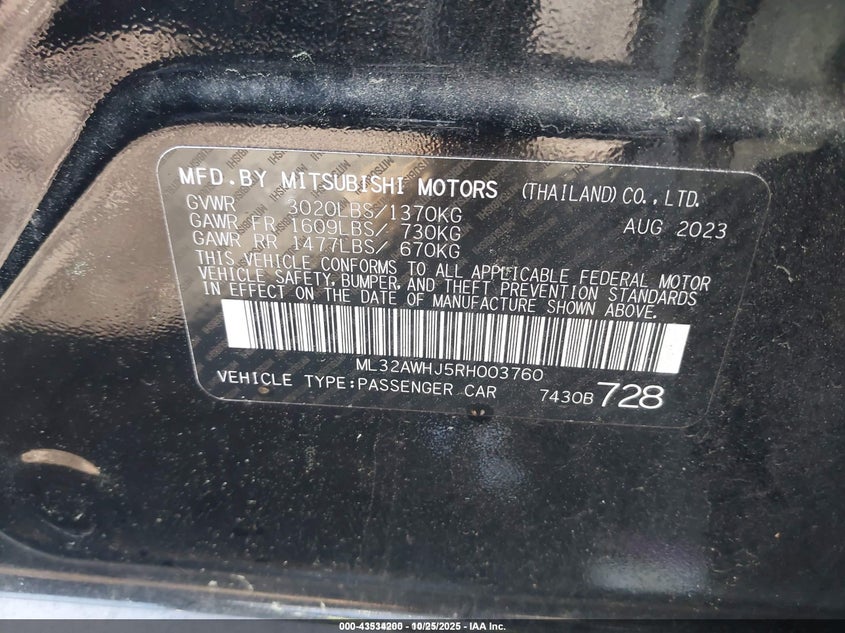 MFD.BY MITSUBISHI MOTORS (THAILAND) CO., LTD.
GVWR 3020LBS/1370KG AUG 2023
GAWR FR 1609LBS/ 730KG
GAWR RR 1477LBS/ 670KG
THIS VEHICLE CONFORMS TO ALL APPLICABLE FEDERAL MOTOR
VEHICLE SAFETY, BUMPER, AND THEFT PREVENTION STANDARDS
IN EFFECT ON THE DATE OF MANUFACTURE SHOWN ABOVE.
ML32AWHJ5RH003760
VEHICLE TYPE:PASSENGER CAR 7430B 728
000-43534200 - 10/25/2025 - IAA Inc.